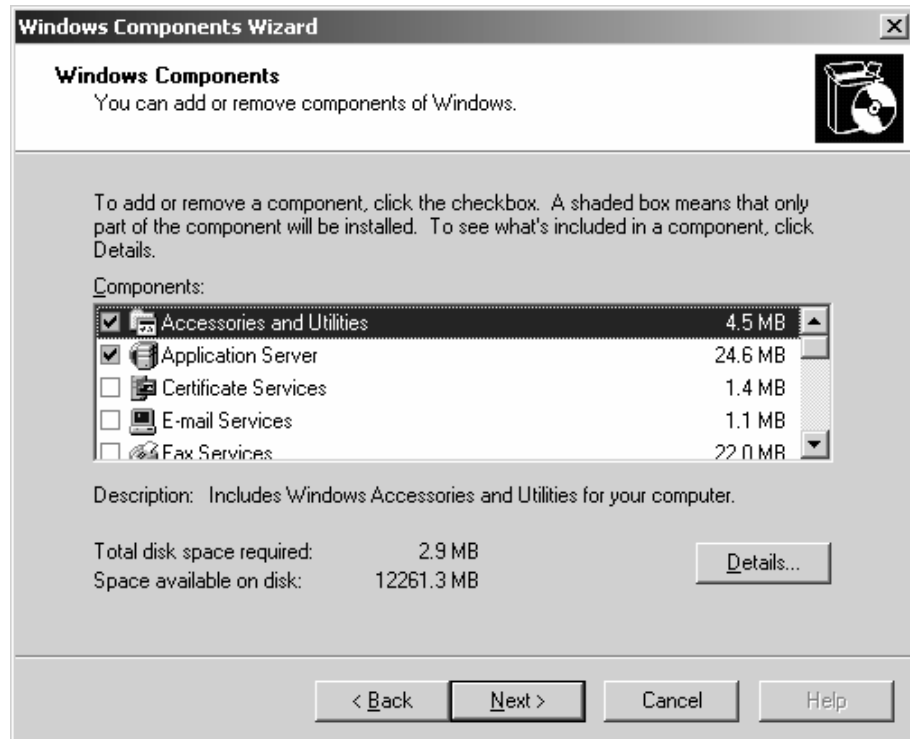 Windows Components Wizard
Windows Components
You can add or remove components of Windows.
To add or remove a component, click the checkbox. A shaded box means that only
part of the component will be installed. To see what's included in a component, click
Details.
Components:
Accessories and Utilities 4.5 MB
Application Server 24.6 MB
Certificate Services 1.4 MB
E-mail Services 1.1 MB
Fax Services 22.0 MB
Description: Includes Windows Accessories and Utilities for your computer.
Total disk space required: 2.9 MB
Space available on disk: 12261.3 MB
Details...
< Back Next > Cancel Help